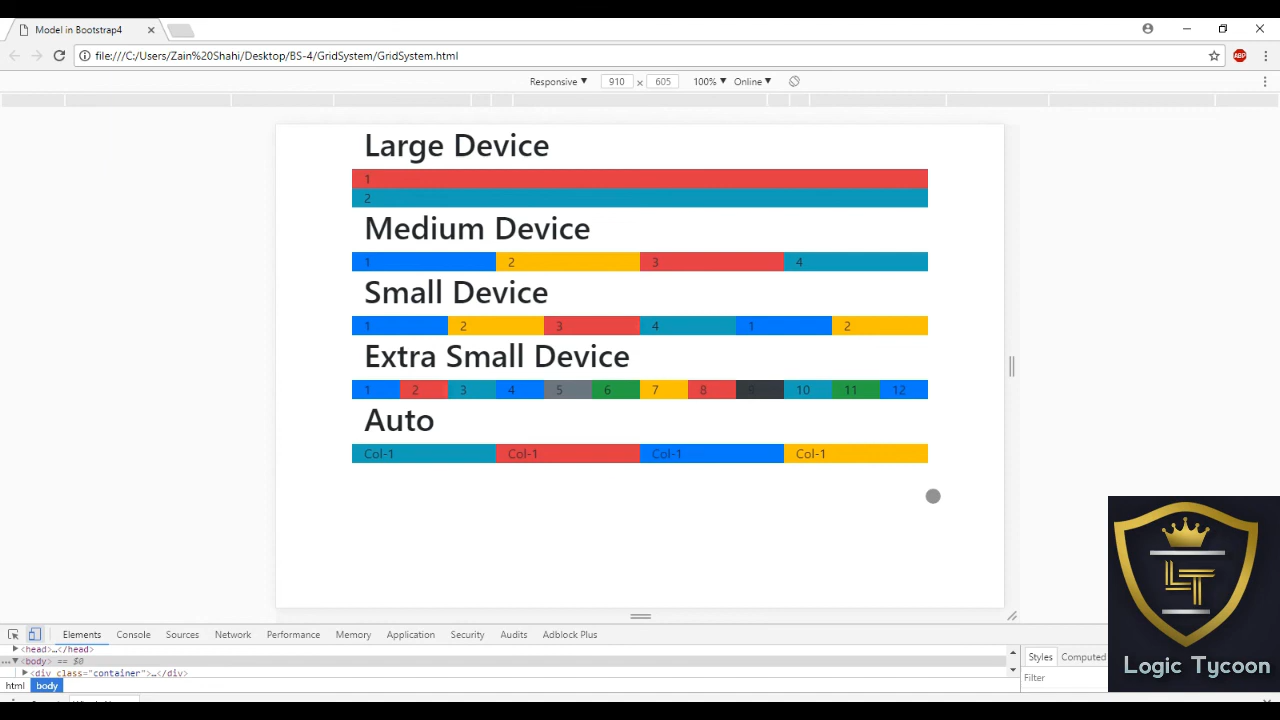 Model in Bootstrap4
file:///C:/Users/Zain%20Shahi/Desktop/BS-4/GridSystem/GridSystem.html
ABP
Responsive 910 × 605 100% Online
Large Device
1
2
Medium Device
1 2 3 4
Small Device
1 2 3 4 1 2
Extra Small Device
1 2 3 4 5 6 7 8 9 10 11 12
Auto
Col-1 Col-1 Col-1 Col-1
LT
Logic Tycoon
Elements Console Sources Network Performance Memory Application Security Audits Adblock Plus
<head>…</head>
<body> == $0
<div class="container">…</div>
html body
Styles Computed
Filter